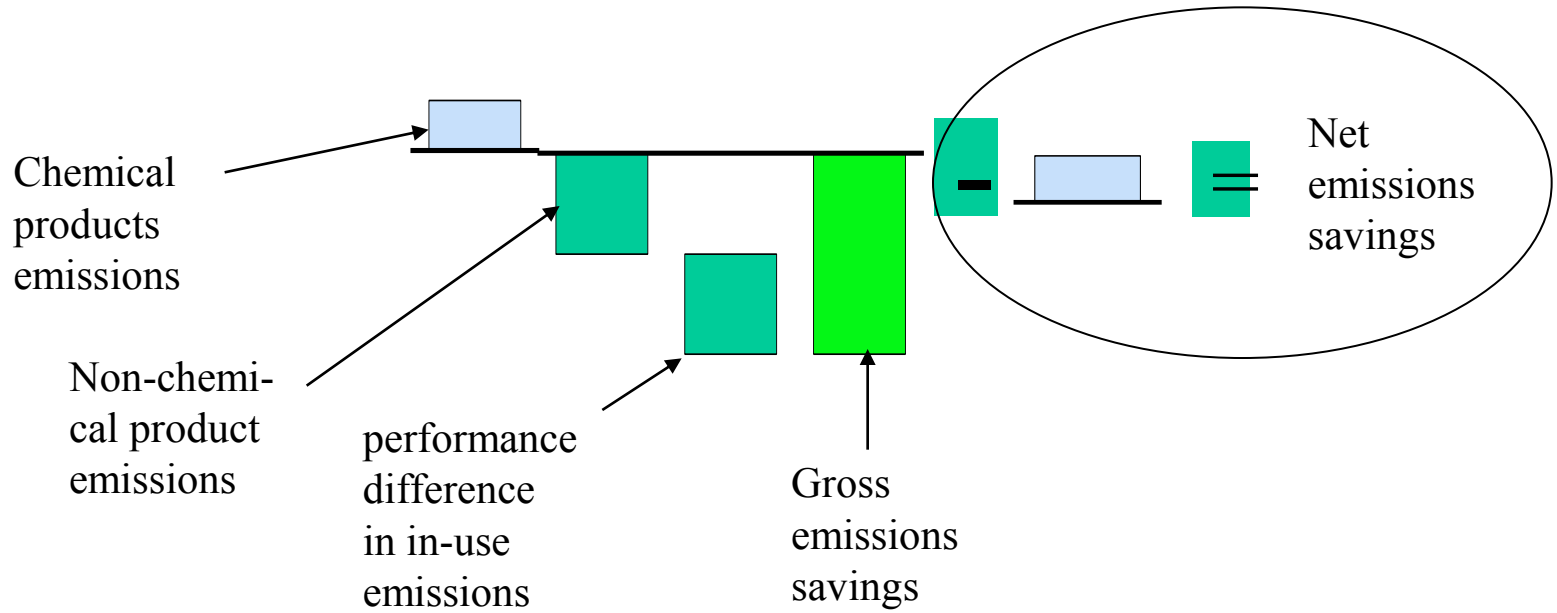 Chemical
products
emissions
Non-chemi-
cal product
emissions
performance
difference
in in-use
emissions
Gross
emissions
savings
-
=
Net
emissions
savings